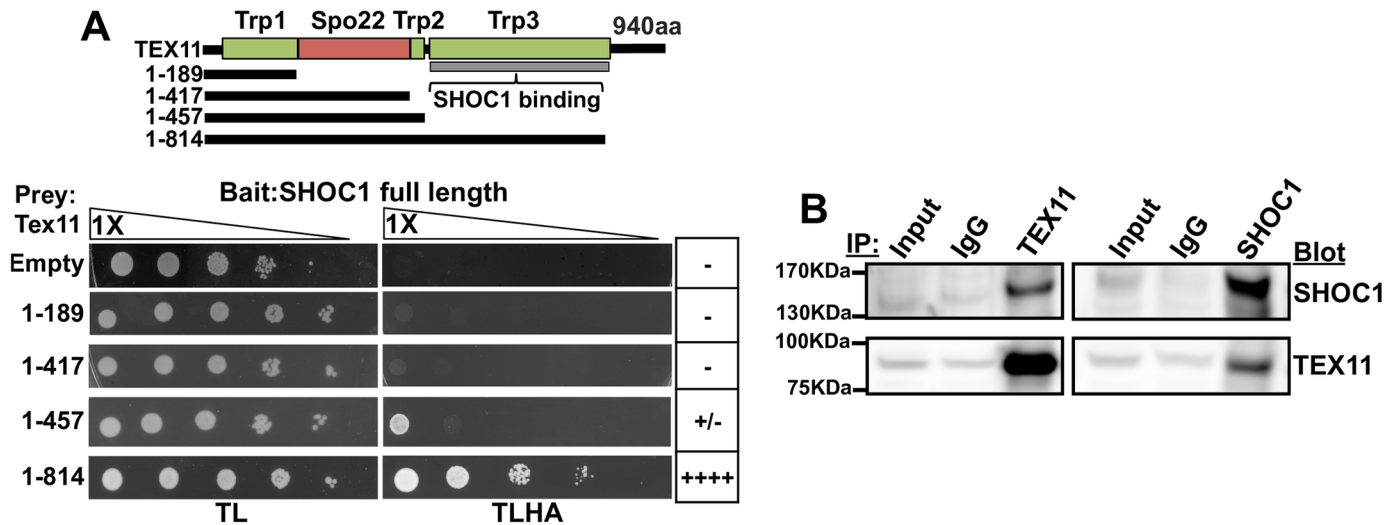 A
Trp1 Spo22 Trp2 Trp3 940aa
TEX11
1-189
1-417
SHOC1 binding
1-457
1-814
Prey:
Tex11
Bait:SHOC1 full length
1X 1X
Empty -
1-189 -
1-417 -
1-457 +/-
1-814 ++++
TL TLHA
B
IP: Input IgG TEX11 Input IgG SHOC1 Blot
170KDa
SHOC1
130KDa
100KDa
TEX11
75KDa